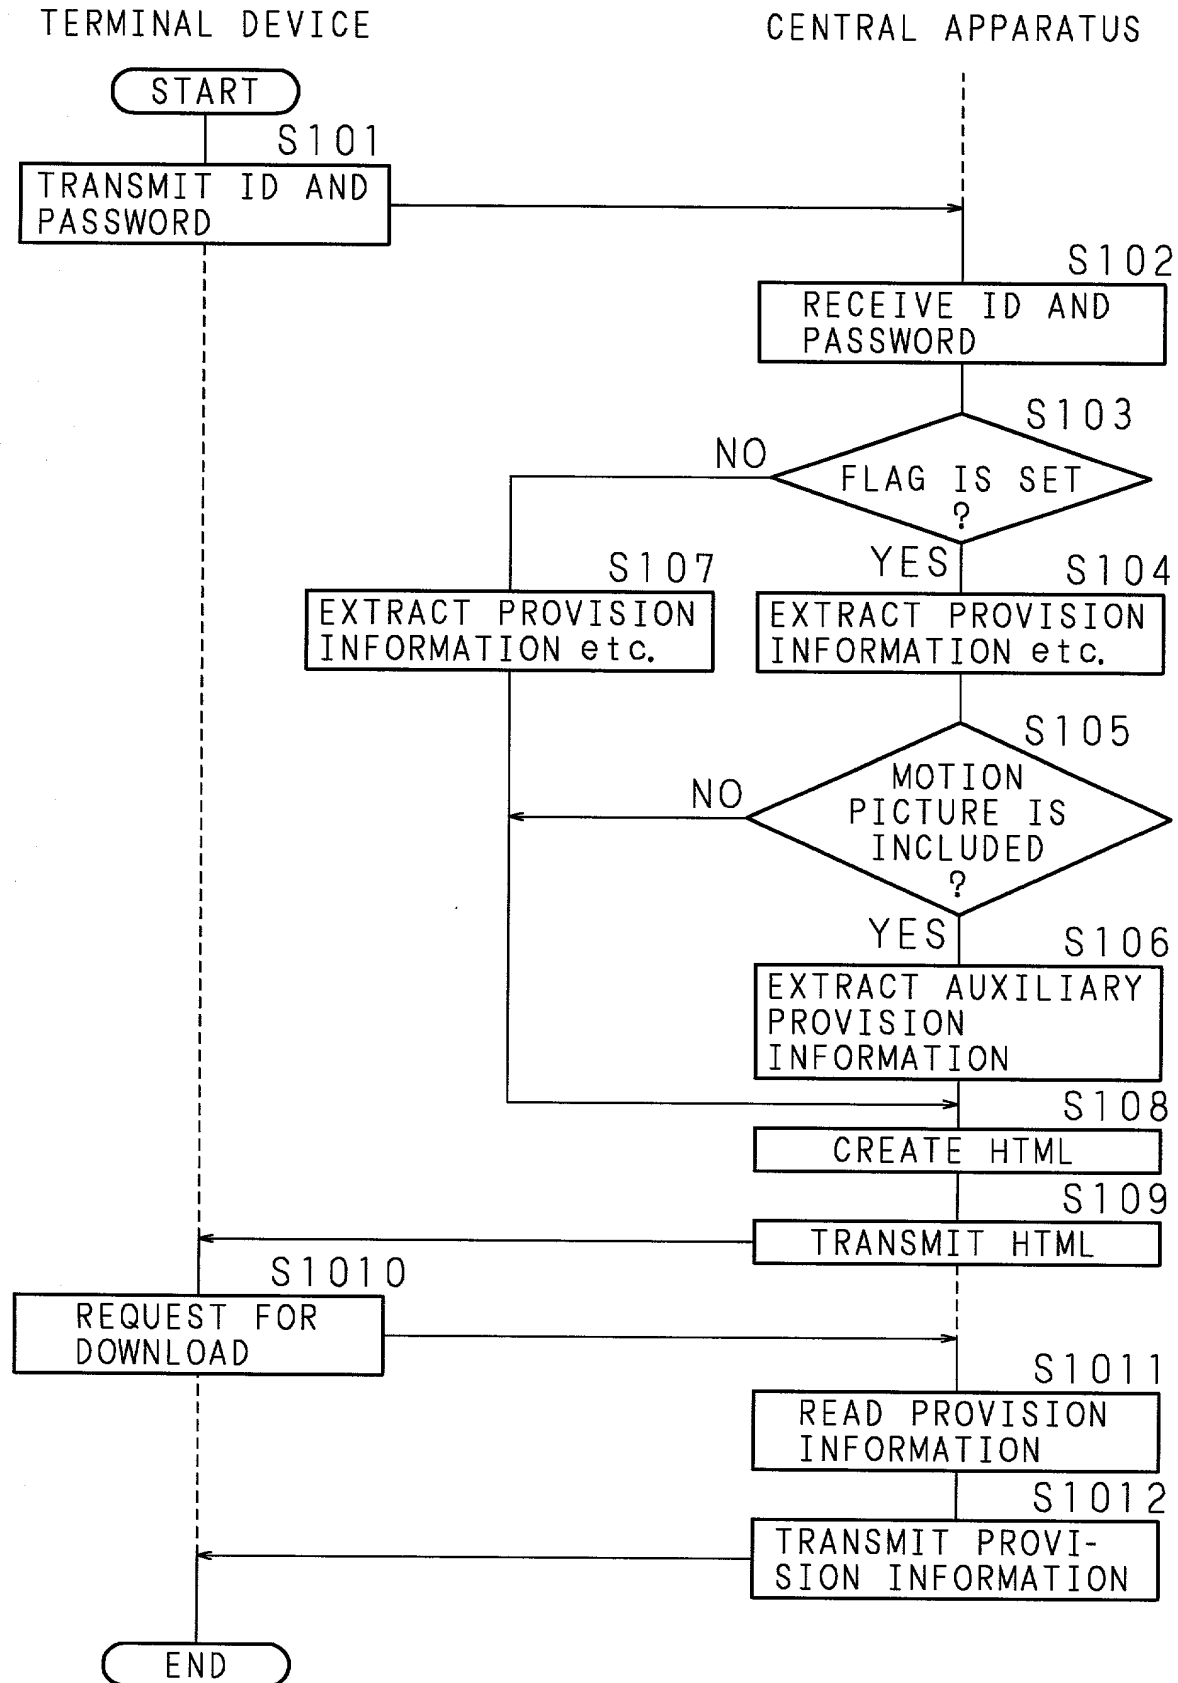 TERMINAL DEVICE
CENTRAL APPARATUS
START
S101
TRANSMIT ID AND
PASSWORD
S102
RECEIVE ID AND
PASSWORD
S103
NO
FLAG IS SET
?
YES
S107
S104
EXTRACT PROVISION
INFORMATION etc.
EXTRACT PROVISION
INFORMATION etc.
S105
NO
MOTION
PICTURE IS
INCLUDED
?
YES
S106
EXTRACT AUXILIARY
PROVISION
INFORMATION
S108
CREATE HTML
S109
TRANSMIT HTML
S1010
REQUEST FOR
DOWNLOAD
S1011
READ PROVISION
INFORMATION
S1012
TRANSMIT PROVI-
SION INFORMATION
END